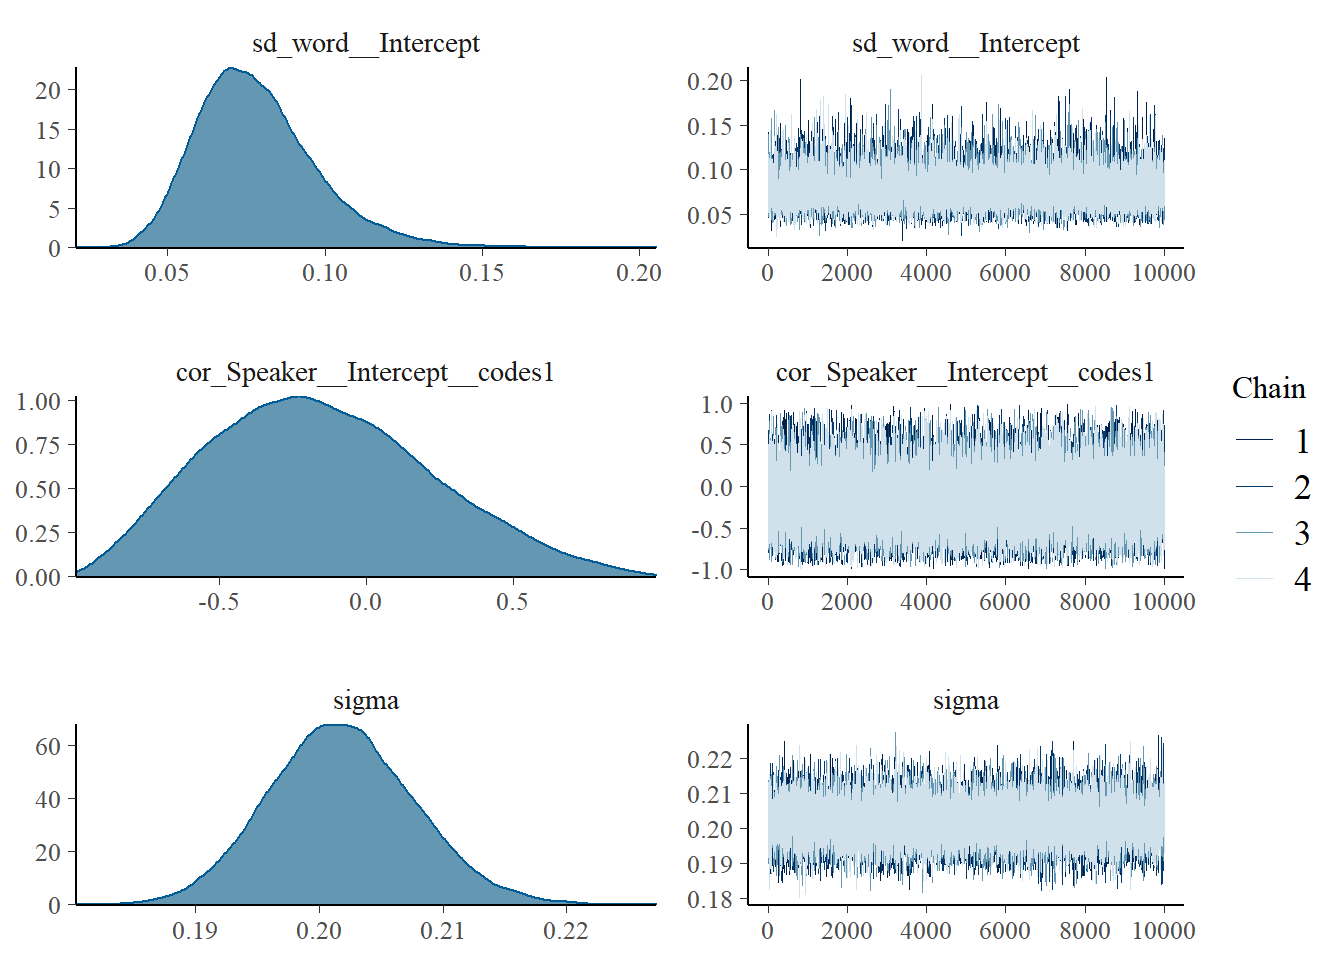 sd_word__Intercept
20
15
10
5
0
0.05 0.10 0.15 0.20
sd_word__Intercept
0.20
0.15
0.10
0.05
0 2000 4000 6000 8000 10000
cor_Speaker__Intercept__codes1
1.00
0.75
0.50
0.25
0.00
-0.5 0.0 0.5
cor_Speaker__Intercept__codes1
1.0
0.5
0.0
-0.5
-1.0
0 2000 4000 6000 8000 10000
sigma
60
40
20
0
0.19 0.20 0.21 0.22
sigma
0.22
0.21
0.20
0.19
0.18
0 2000 4000 6000 8000 10000
Chain
1
2
3
4